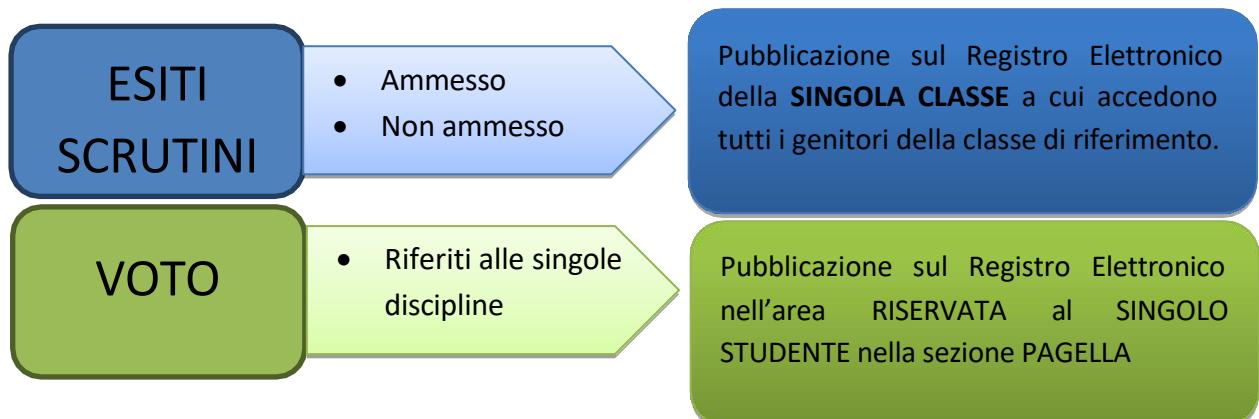 ESITI
SCRUTINI
• Ammesso
• Non ammesso
Pubblicazione sul Registro Elettronico
della SINGOLA CLASSE a cui accedono
tutti i genitori della classe di riferimento.
VOTO
• Riferiti alle singole
discipline
Pubblicazione sul Registro Elettronico
nell’area RISERVATA al SINGOLO
STUDENTE nella sezione PAGELLA